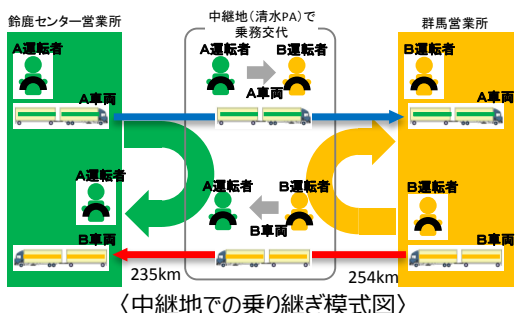 鈴鹿センター営業所
中継地(清水PA)で
乗務交代
群馬営業所
A運転者
A運転者
B運転者
B運転者
A車両
A車両
A車両
A運転者
A運転者
B運転者
B運転者
B車両
B車両
B車両
235km
254km
〈中継地での乗り継ぎ模式図〉